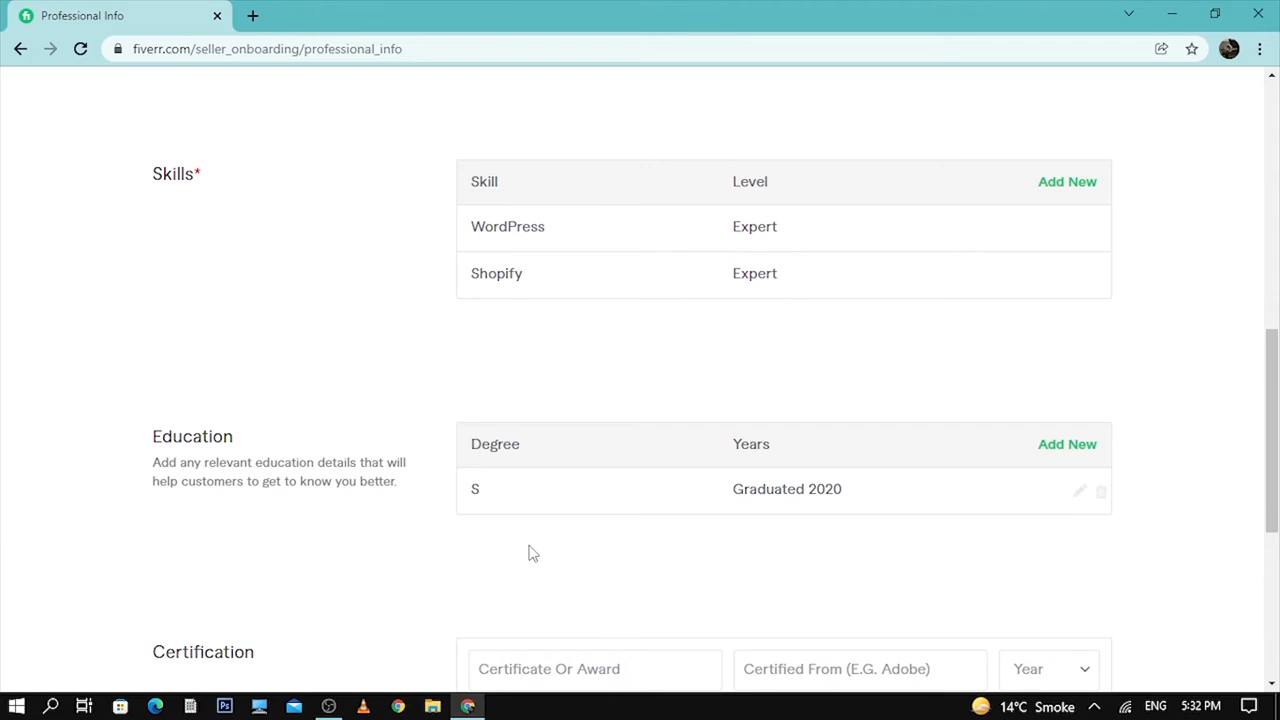 Professional Info
fiverr.com/seller_onboarding/professional_info
Skills*
Skill Level Add New
WordPress Expert
Shopify Expert
Education
Add any relevant education details that will
help customers to get to know you better.
Degree Years Add New
S Graduated 2020
Certification
Certificate Or Award Certified From (E.G. Adobe) Year
14°C Smoke ENG 5:32 PM